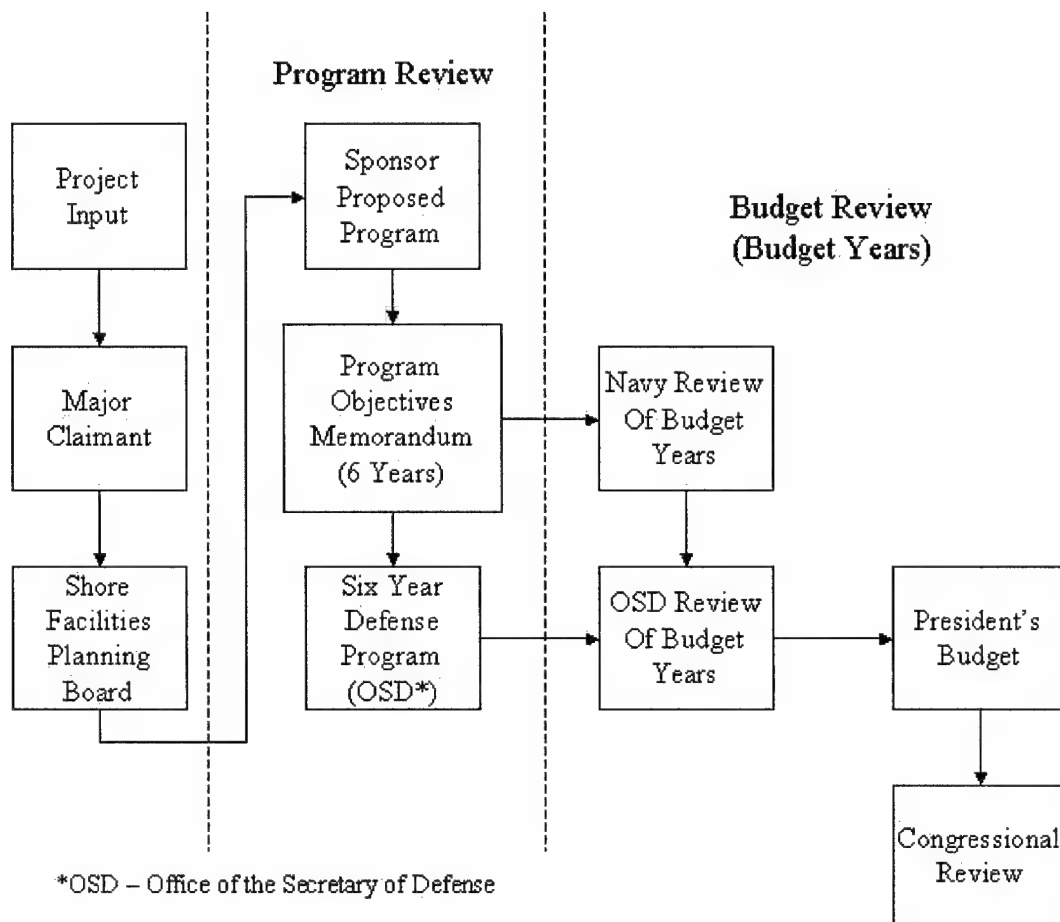 Program Review
Project
Input
Major
Claimant
Shore
Facilities
Planning
Board
Sponsor
Proposed
Program
Program
Objectives
Memorandum
(6 Years)
Six Year
Defense
Program
(OSD*)
Budget Review
(Budget Years)
Navy Review
Of Budget
Years
OSD Review
Of Budget
Years
President's
Budget
Congressional
Review
*OSD – Office of the Secretary of Defense